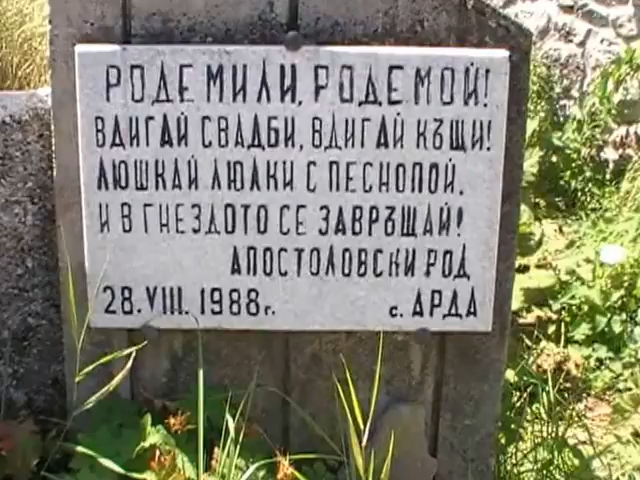 РОДЕ МИЛИ, РОДЕ МОЙ!
ВДИГАЙ СВАДБИ, ВДИГАЙ КЪЩИ!
ЛЮШКАЙ ЛЮЛКИ С ПЕСНОПОЙ.
И В ГНЕЗДОТО СЕ ЗАВРЪЩАЙ!
АПОСТОЛОВСКИ РОД
28.VIII.1988г. с. АРДА